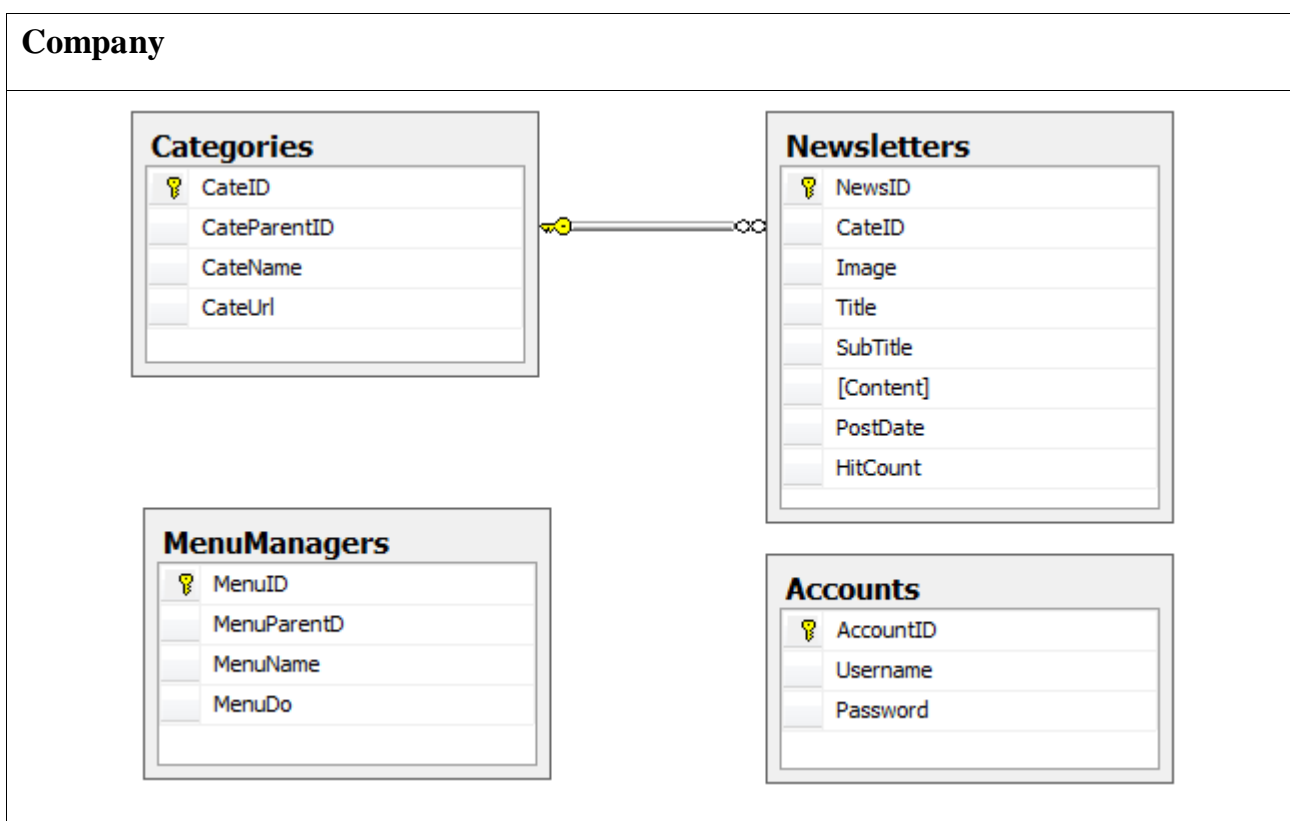 Company
Categories
CateID
CateParentID
CateName
CateUrl
Newsletters
NewsID
CateID
Image
Title
SubTitle
[Content]
PostDate
HitCount
MenuManagers
MenuID
MenuParentD
MenuName
MenuDo
Accounts
AccountID
Username
Password